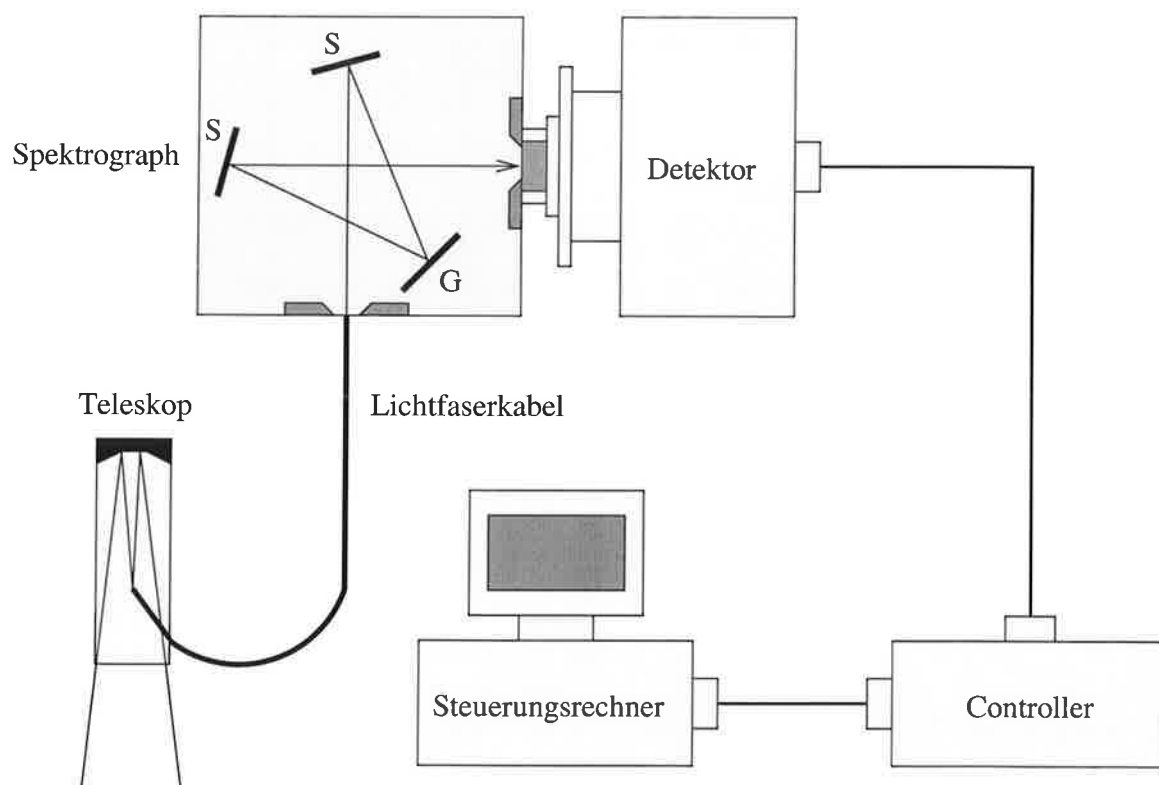 S
S
Spektrograph
Detektor
G
Teleskop
Lichtfaserkabel
Steuerungsrechner
Controller